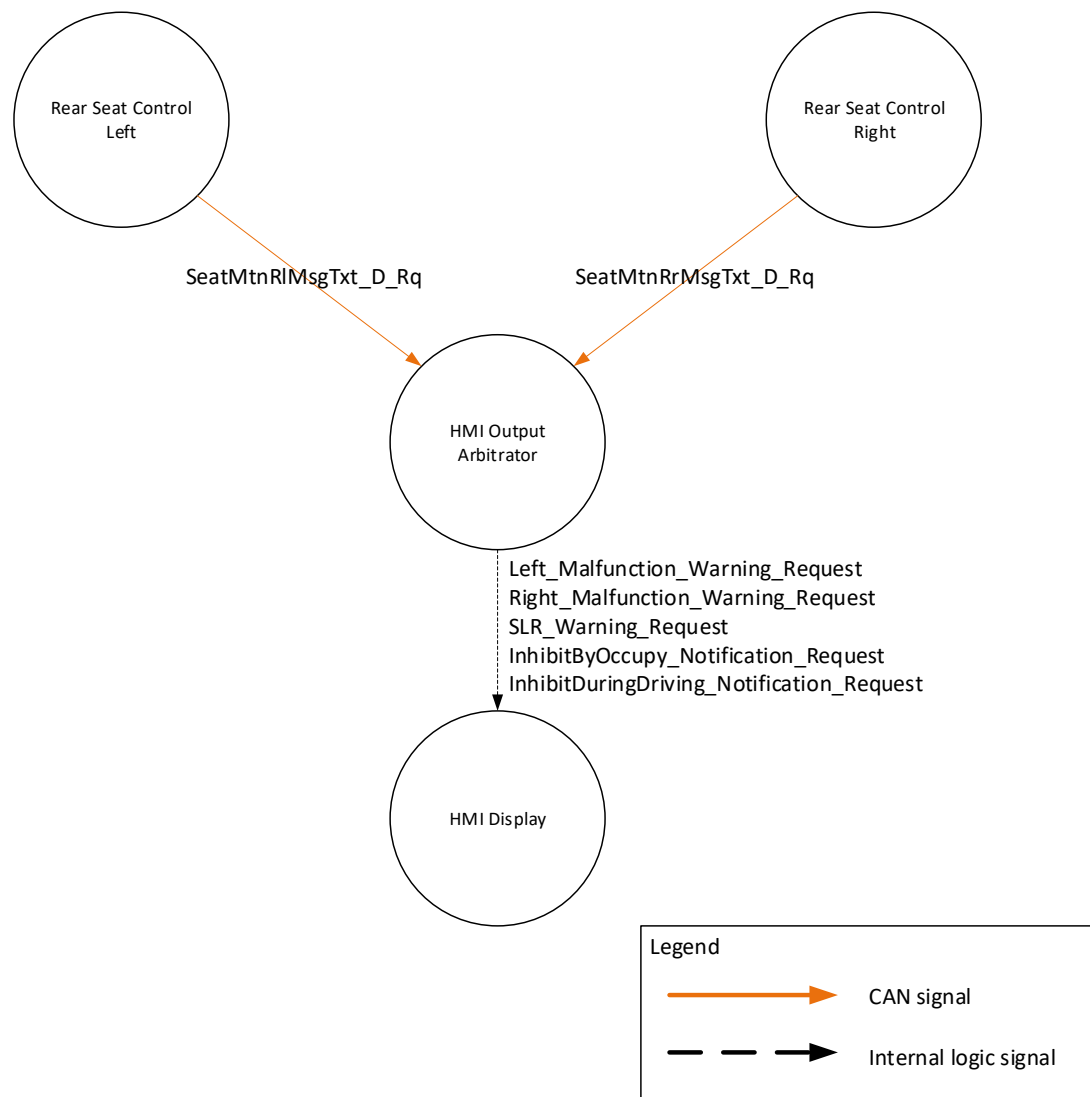 Rear Seat Control
Left
Rear Seat Control
Right
SeatMtnRlMsgTxt_D_Rq
SeatMtnRrMsgTxt_D_Rq
HMI Output
Arbitrator
Left_Malfunction_Warning_Request
Right_Malfunction_Warning_Request
SLR_Warning_Request
InhibitByOccupy_Notification_Request
InhibitDuringDriving_Notification_Request
HMI Display
Legend
CAN signal
Internal logic signal